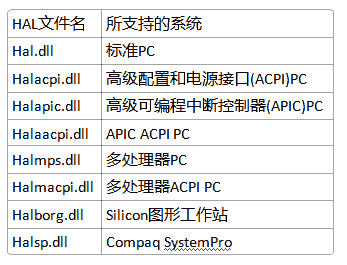 HAL文件名 所支持的系统
Hal.dll 标准PC
Halacpi.dll 高级配置和电源接口(ACPI)PC
Halapic.dll 高级可编程中断控制器(APIC)PC
Halaacpi.dll APIC ACPI PC
Halmps.dll 多处理器PC
Halmacpi.dll 多处理器ACPI PC
Halborg.dll Silicon图形工作站
Halsp.dll Compaq SystemPro